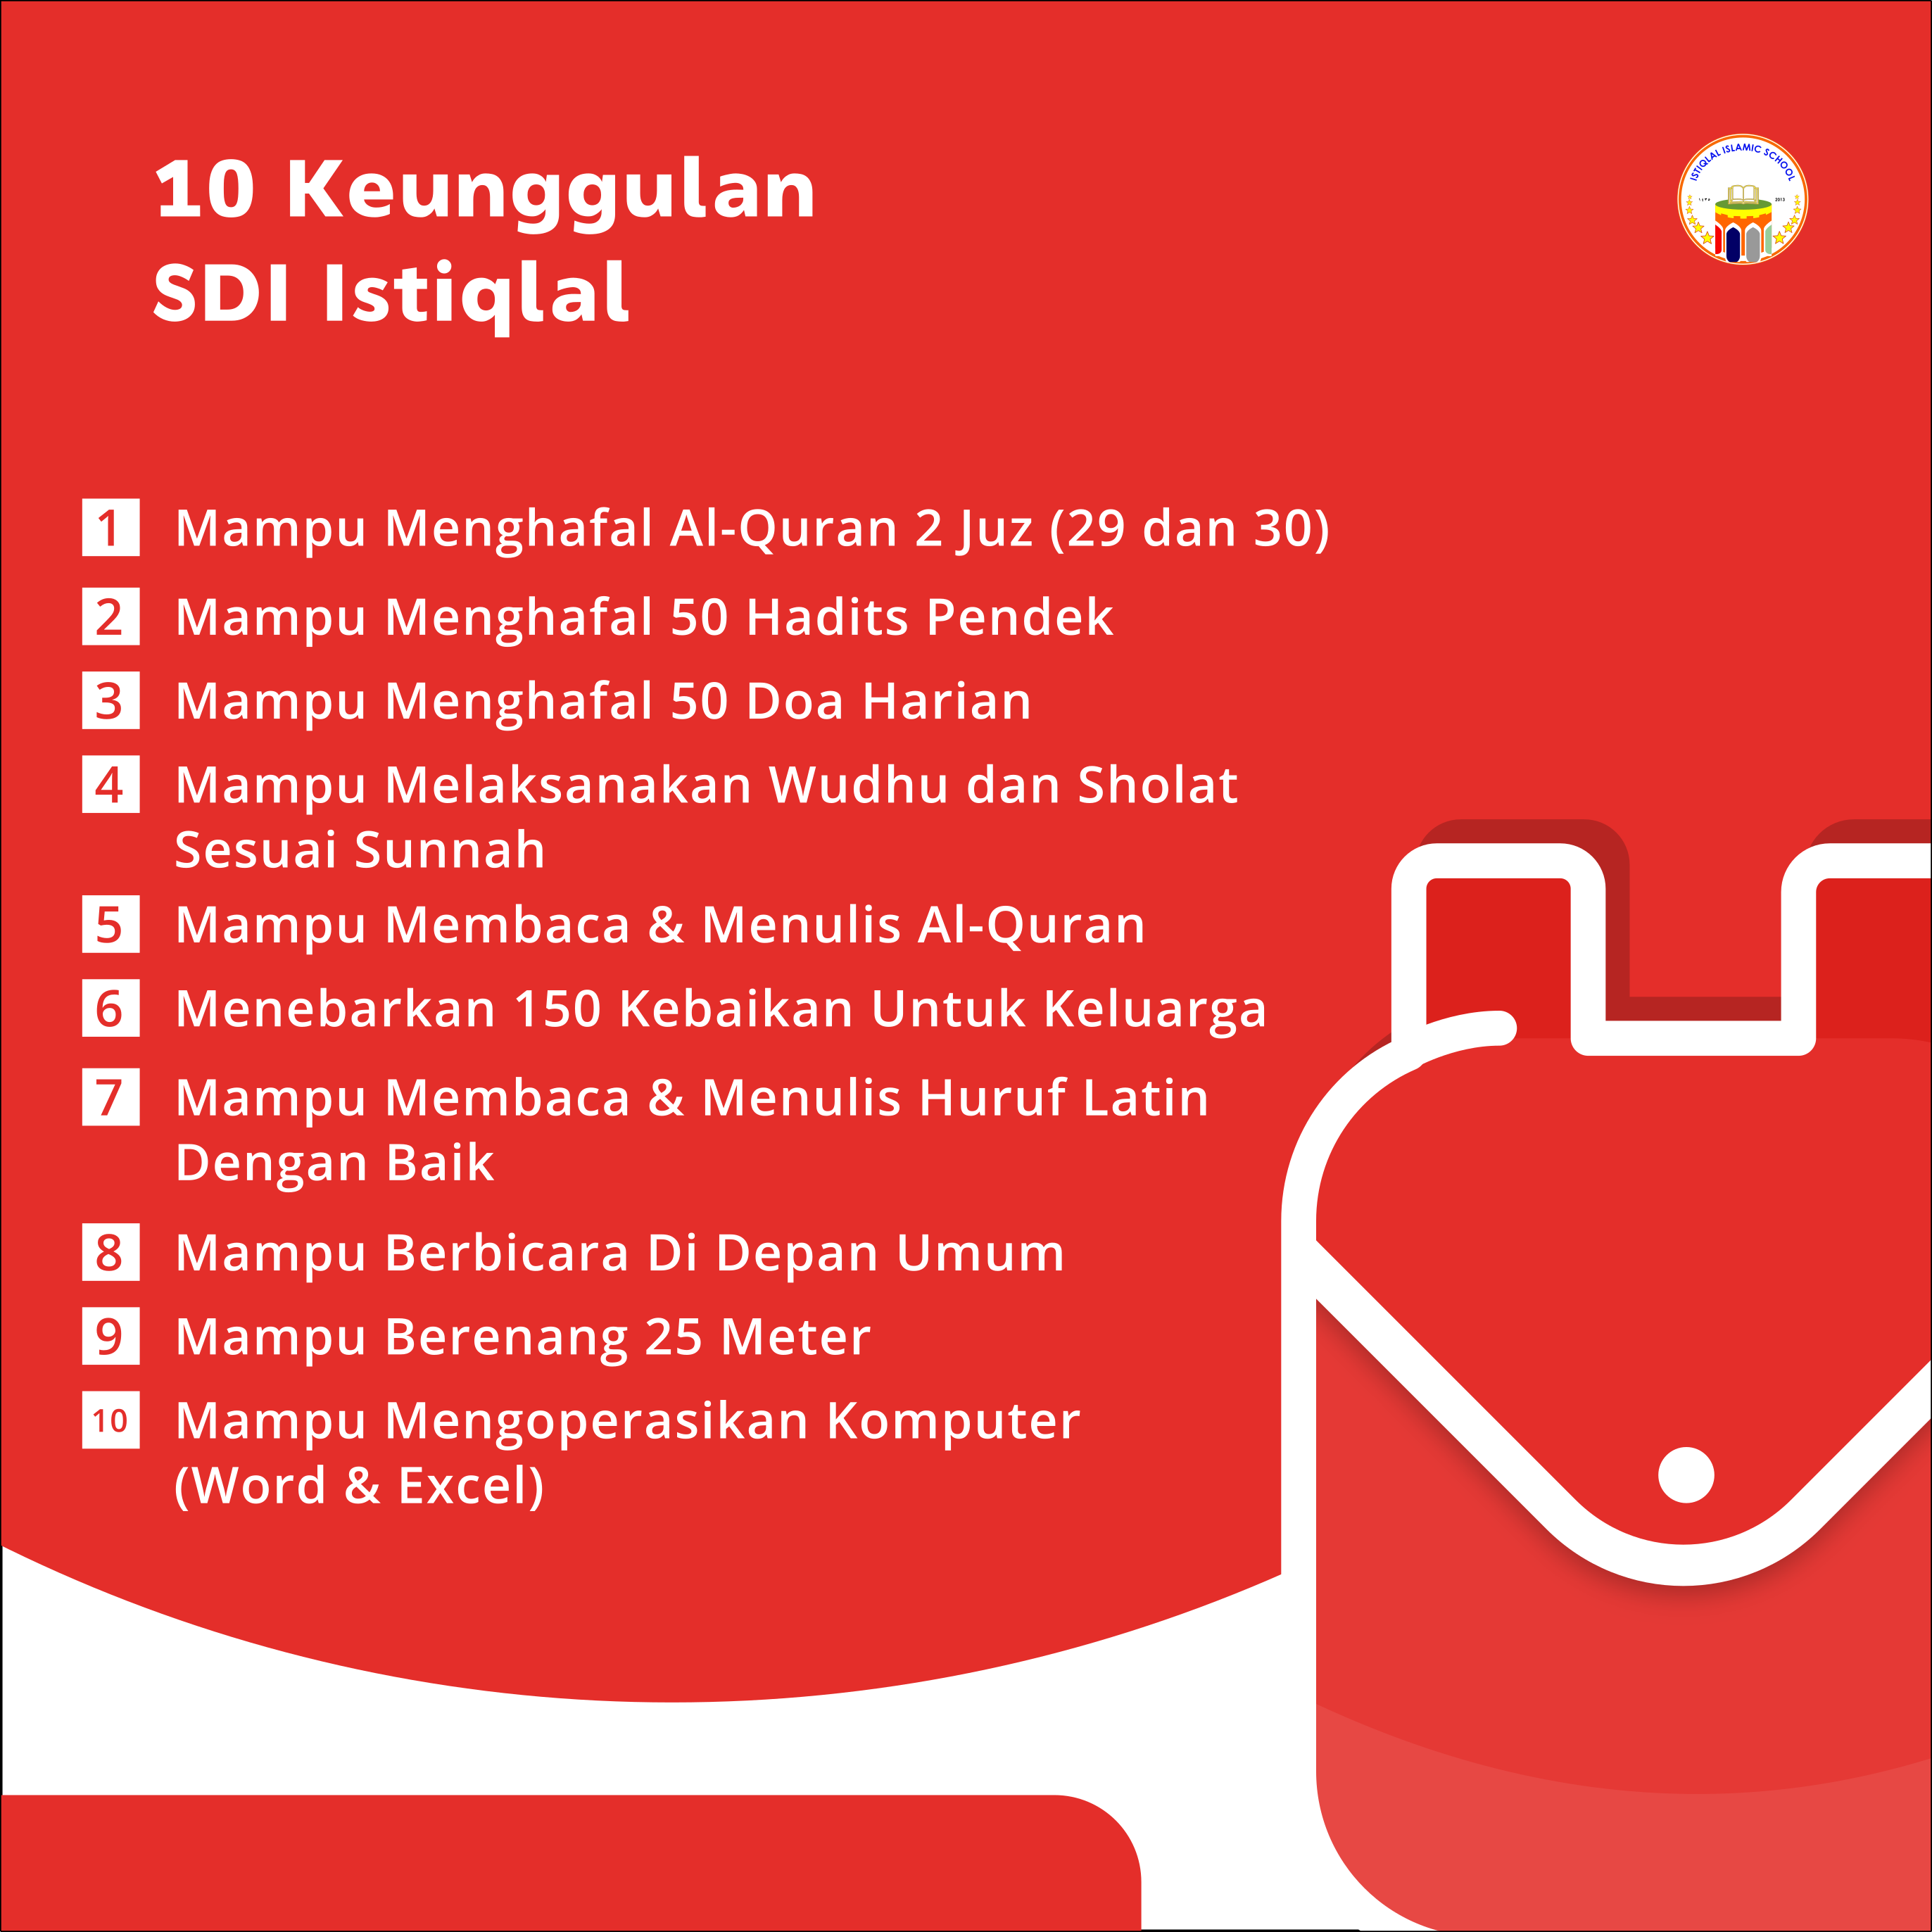 10 Keunggulan
SDI Istiqlal
ISTIQLAL ISLAMIC SCHOOL
١٤٣٥
2013
1 Mampu Menghafal Al-Quran 2 Juz (29 dan 30)
2 Mampu Menghafal 50 Hadits Pendek
3 Mampu Menghafal 50 Doa Harian
4 Mampu Melaksanakan Wudhu dan Sholat
Sesuai Sunnah
5 Mampu Membaca & Menulis Al-Quran
6 Menebarkan 150 Kebaikan Untuk Keluarga
7 Mampu Membaca & Menulis Huruf Latin
Dengan Baik
8 Mampu Berbicara Di Depan Umum
9 Mampu Berenang 25 Meter
10 Mampu Mengoperasikan Komputer
(Word & Excel)